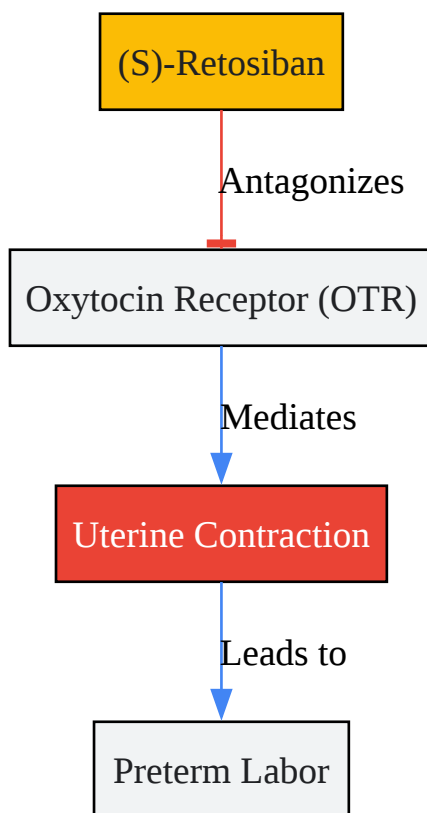 (S)-Retosiban
Antagonizes
Oxytocin Receptor (OTR)
Mediates
Uterine Contraction
Leads to
Preterm Labor